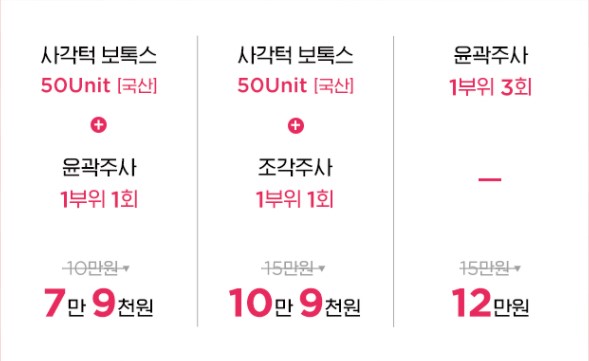 사각턱 보톡스
50Unit [국산]
+
윤곽주사
1부위 1회
10만원 ▼
7만 9천원
사각턱 보톡스
50Unit [국산]
+
조각주사
1부위 1회
15만원 ▼
10만 9천원
윤곽주사
1부위 3회
—
15만원 ▼
12만원